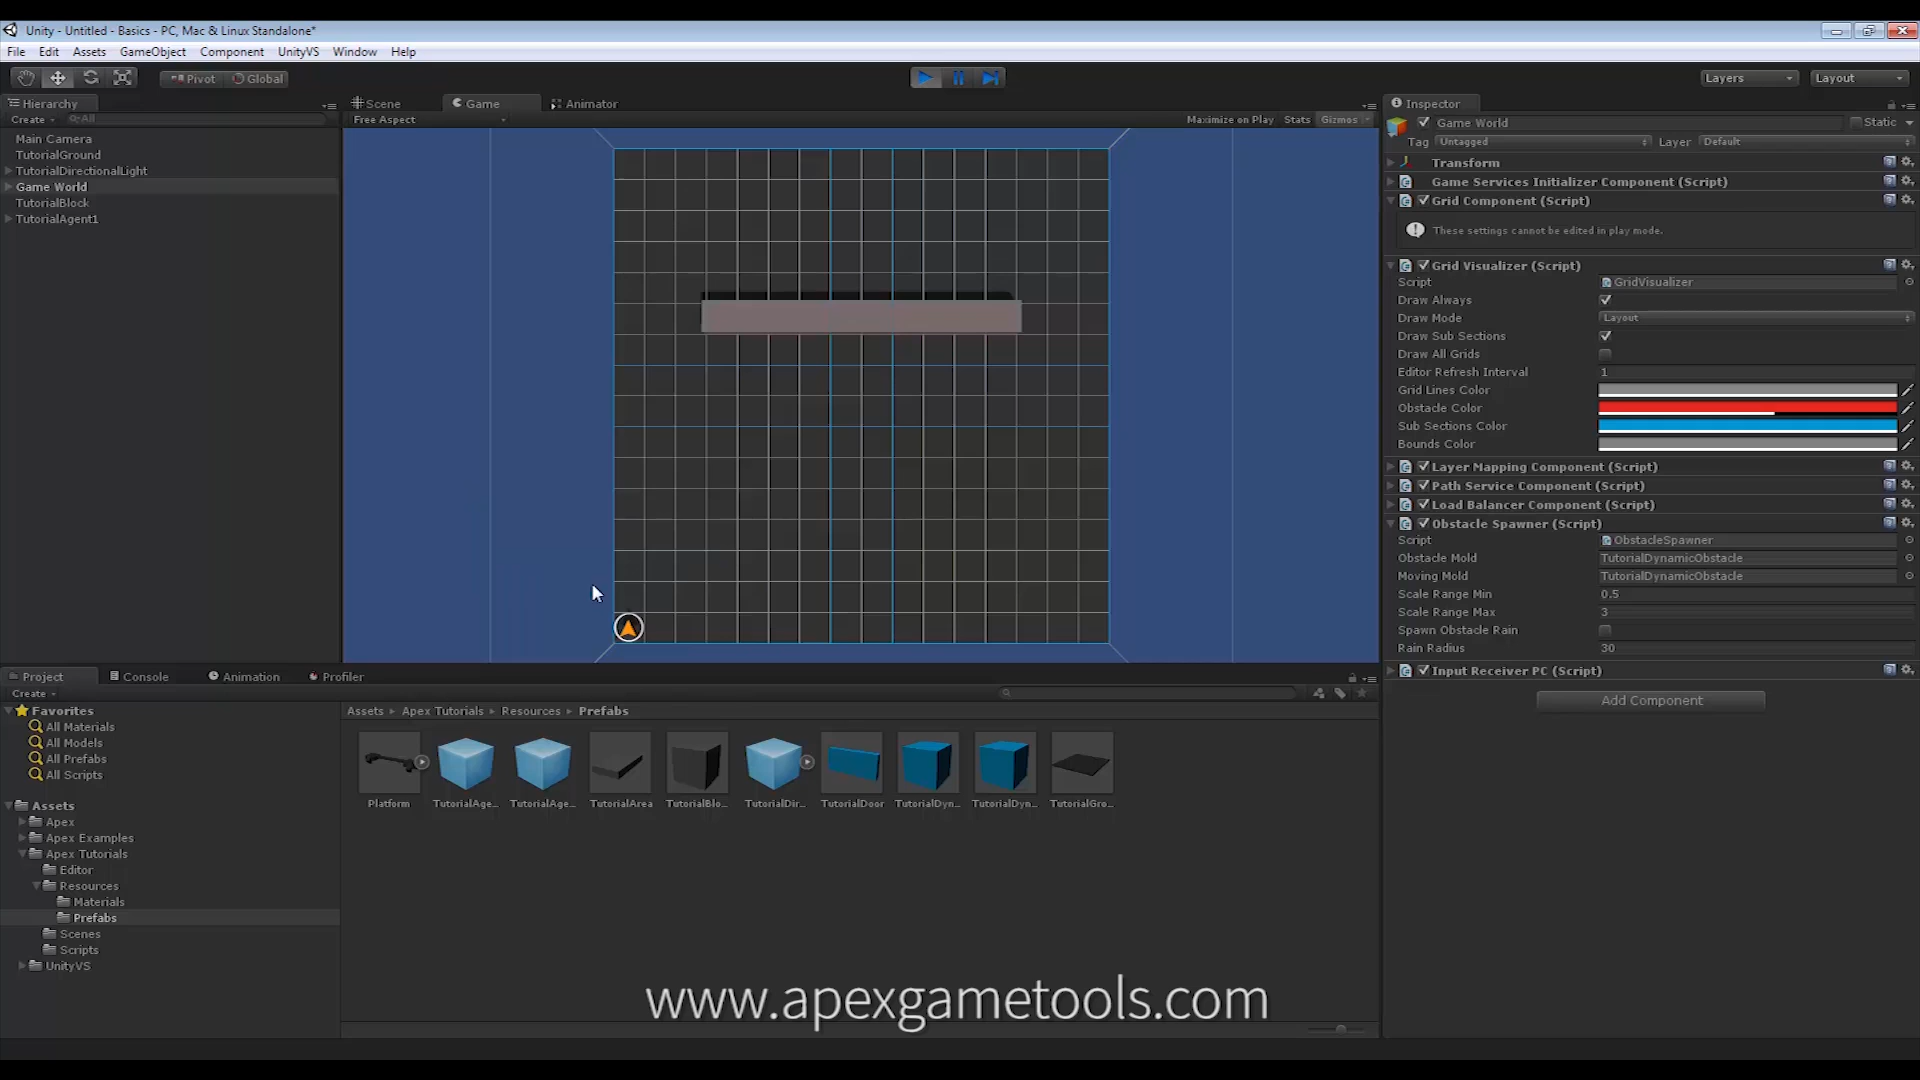 Unity - Untitled - Basics - PC, Mac & Linux Standalone*
File Edit Assets GameObject Component UnityVS Window Help
Pivot Global
Layers Layout
Hierarchy
Create All
Main Camera
TutorialGround
TutorialDirectionalLight
Game World
TutorialBlock
TutorialAgent1
Scene Game Animator
Free Aspect Maximize on Play Stats Gizmos
Inspector
Game World Static
Tag Untagged Layer Default
Transform
Game Services Initializer Component (Script)
Grid Component (Script)
These settings cannot be edited in play mode.
Grid Visualizer (Script)
Script GridVisualizer
Draw Always
Draw Mode Layout
Draw Sub Sections
Draw All Grids
Editor Refresh Interval 1
Grid Lines Color
Obstacle Color
Sub Sections Color
Bounds Color
Layer Mapping Component (Script)
Path Service Component (Script)
Load Balancer Component (Script)
Obstacle Spawner (Script)
Script ObstacleSpawner
Obstacle Mold TutorialDynamicObstacle
Moving Mold TutorialDynamicObstacle
Scale Range Min 0.5
Scale Range Max 3
Spawn Obstacle Rain
Rain Radius 30
Input Receiver PC (Script)
Add Component
Project Console Animation Profiler
Create
Favorites
All Materials
All Models
All Prefabs
All Scripts
Assets
Apex
Apex Examples
Apex Tutorials
Editor
Resources
Materials
Prefabs
Scenes
Scripts
UnityVS
Assets Apex Tutorials Resources Prefabs
Platform TutorialAge... TutorialAge... TutorialArea TutorialBlo... TutorialDir... TutorialDoor TutorialDyn... TutorialDyn... TutorialGro...
www.apexgametools.com